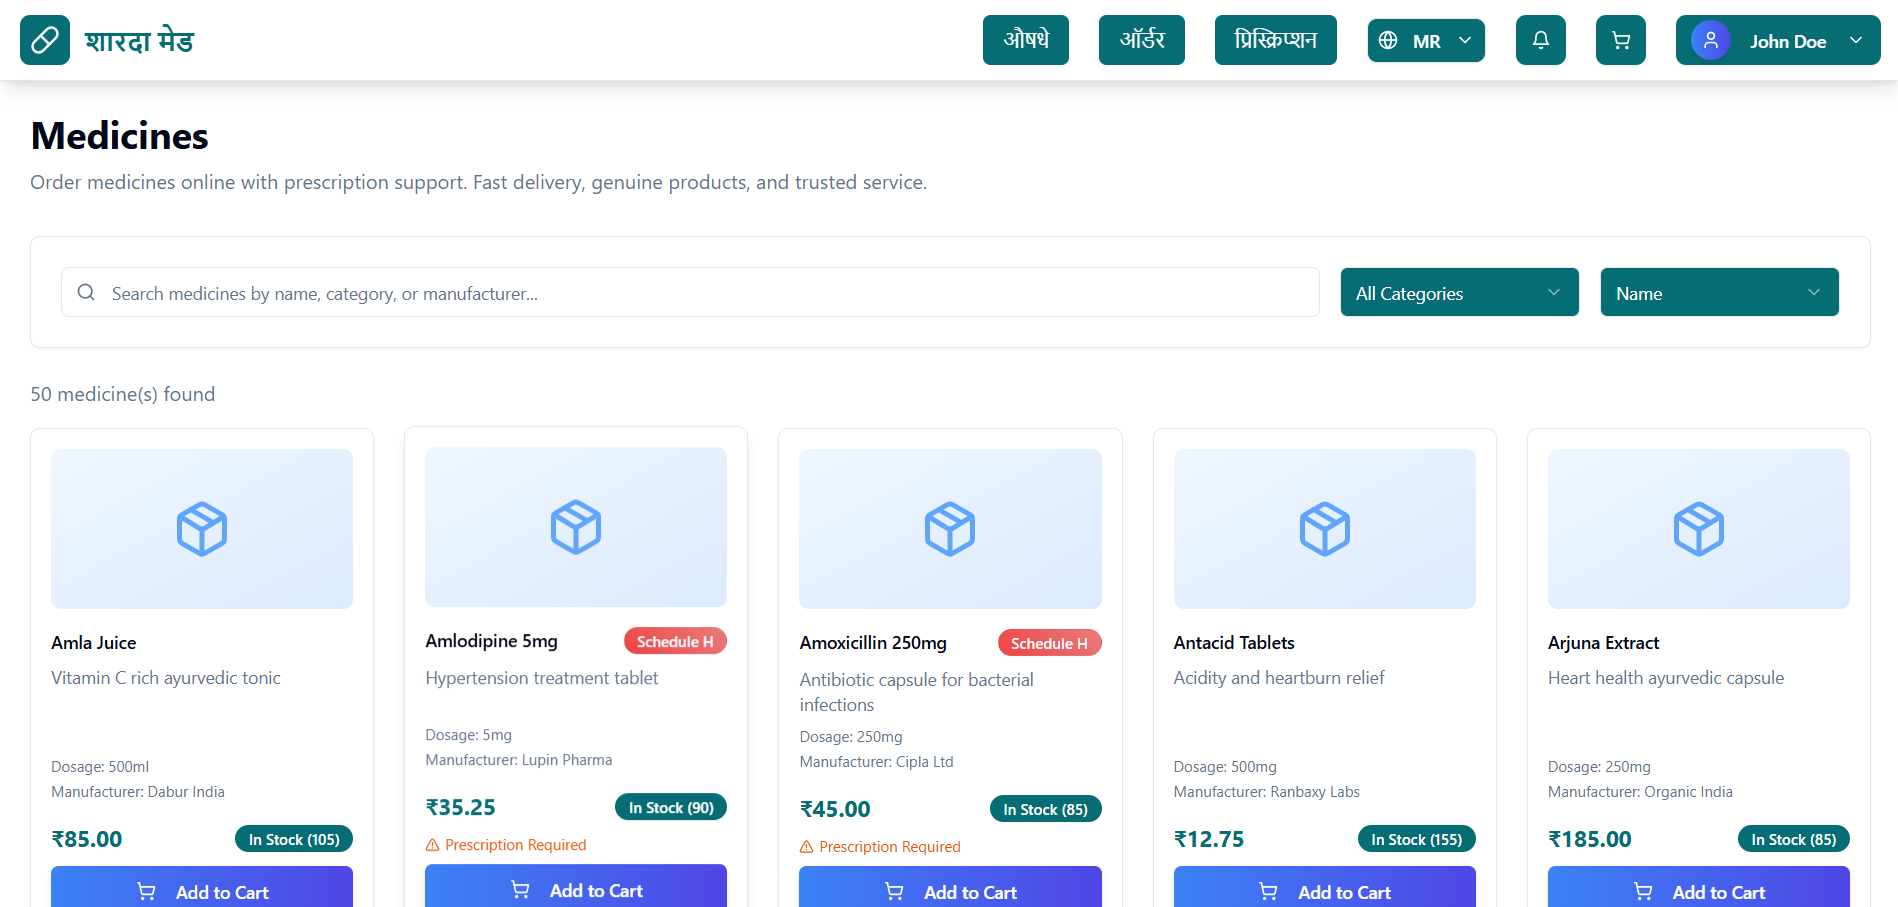 शारदा मेड
औषधे
ऑर्डर
प्रिस्क्रिप्शन
MR
John Doe
Medicines
Order medicines online with prescription support. Fast delivery, genuine products, and trusted service.
Search medicines by name, category, or manufacturer...
All Categories
Name
50 medicine(s) found
Amla Juice
Vitamin C rich ayurvedic tonic
Dosage: 500ml
Manufacturer: Dabur India
₹85.00
In Stock (105)
Add to Cart
Amlodipine 5mg
Schedule H
Hypertension treatment tablet
Dosage: 5mg
Manufacturer: Lupin Pharma
₹35.25
In Stock (90)
Prescription Required
Add to Cart
Amoxicillin 250mg
Schedule H
Antibiotic capsule for bacterial
infections
Dosage: 250mg
Manufacturer: Cipla Ltd
₹45.00
In Stock (85)
Prescription Required
Add to Cart
Antacid Tablets
Acidity and heartburn relief
Dosage: 500mg
Manufacturer: Ranbaxy Labs
₹12.75
In Stock (155)
Add to Cart
Arjuna Extract
Heart health ayurvedic capsule
Dosage: 250mg
Manufacturer: Organic India
₹185.00
In Stock (85)
Add to Cart